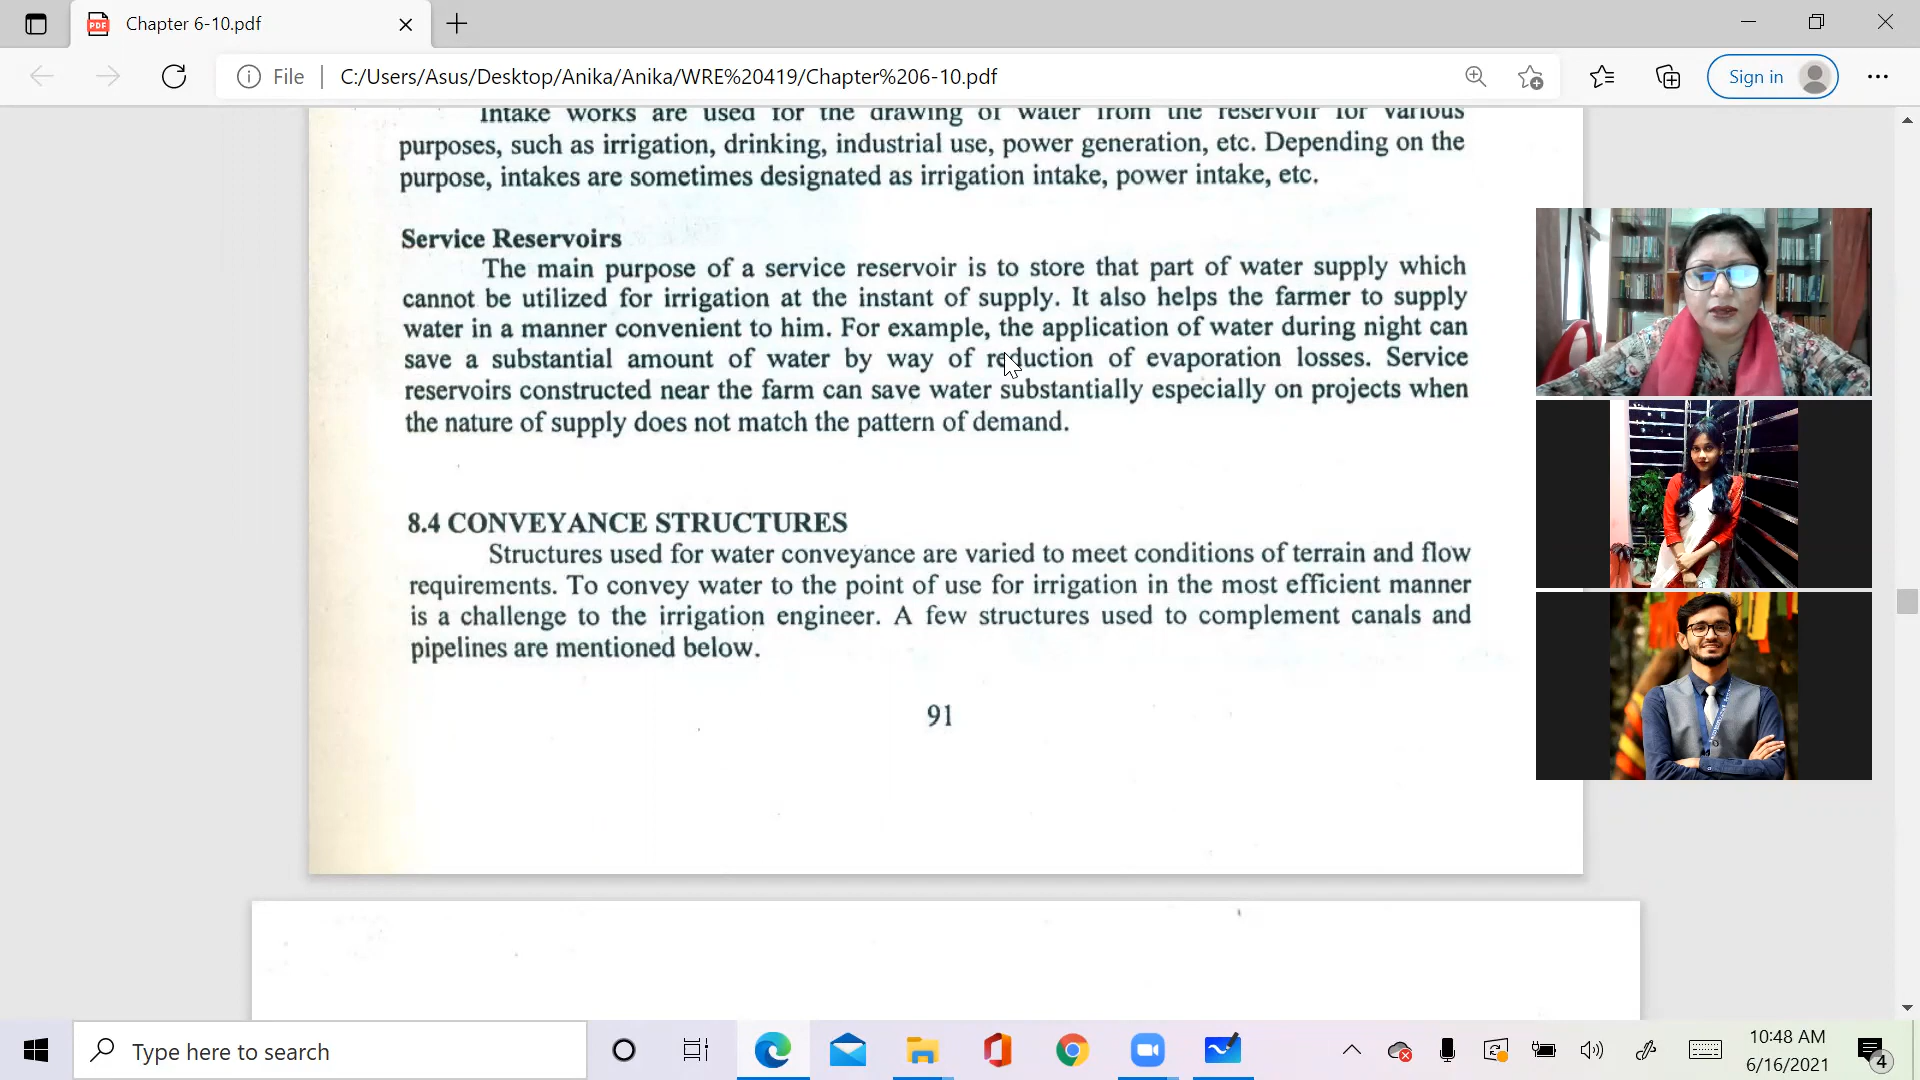 Chapter 6-10.pdf
File
C:/Users/Asus/Desktop/Anika/Anika/WRE%20419/Chapter%206-10.pdf
Sign in
Intake works are used for the drawing of water from the reservoir for various
purposes, such as irrigation, drinking, industrial use, power generation, etc. Depending on the
purpose, intakes are sometimes designated as irrigation intake, power intake, etc.
Service Reservoirs
The main purpose of a service reservoir is to store that part of water supply which
cannot be utilized for irrigation at the instant of supply. It also helps the farmer to supply
water in a manner convenient to him. For example, the application of water during night can
save a substantial amount of water by way of reduction of evaporation losses. Service
reservoirs constructed near the farm can save water substantially especially on projects when
the nature of supply does not match the pattern of demand.
8.4 CONVEYANCE STRUCTURES
Structures used for water conveyance are varied to meet conditions of terrain and flow
requirements. To convey water to the point of use for irrigation in the most efficient manner
is a challenge to the irrigation engineer. A few structures used to complement canals and
pipelines are mentioned below.
91
Type here to search
10:48 AM
6/16/2021
4